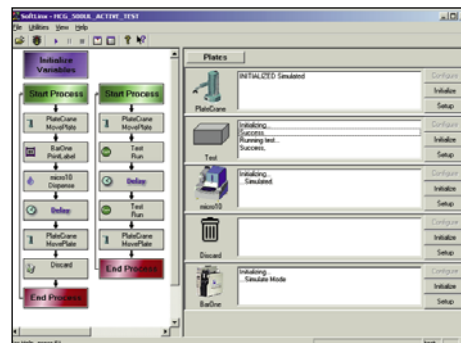 SoftLinx - HCG_500UL_ACTIVE_TEST
File Utilities View Help
Initialize
Variables
Start Process
PlateCrane
MovePlate
BarOne
PrintLabel
micro10
Dispense
Delay
PlateCrane
MovePlate
Discard
End Process
Start Process
PlateCrane
MovePlate
Test
Run
Delay
Test
Run
PlateCrane
MovePlate
End Process
Plates
PlateCrane
INITIALIZED Simulated
Configure
Initialize
Setup
Test
Initializing...
Success.
Running test...
Success.
Configure
Initialize
Setup
micro10
Initializing...
...Simulated.
Configure
Initialize
Setup
Discard
Configure
Initialize
Setup
BarOne
Initializing...
...Simulate Mode
Configure
Initialize
Setup